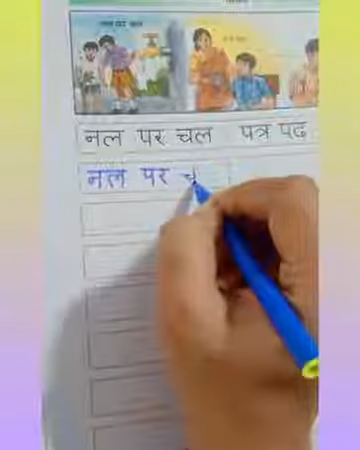 नल पर चल पत्र पढ
नल पर च